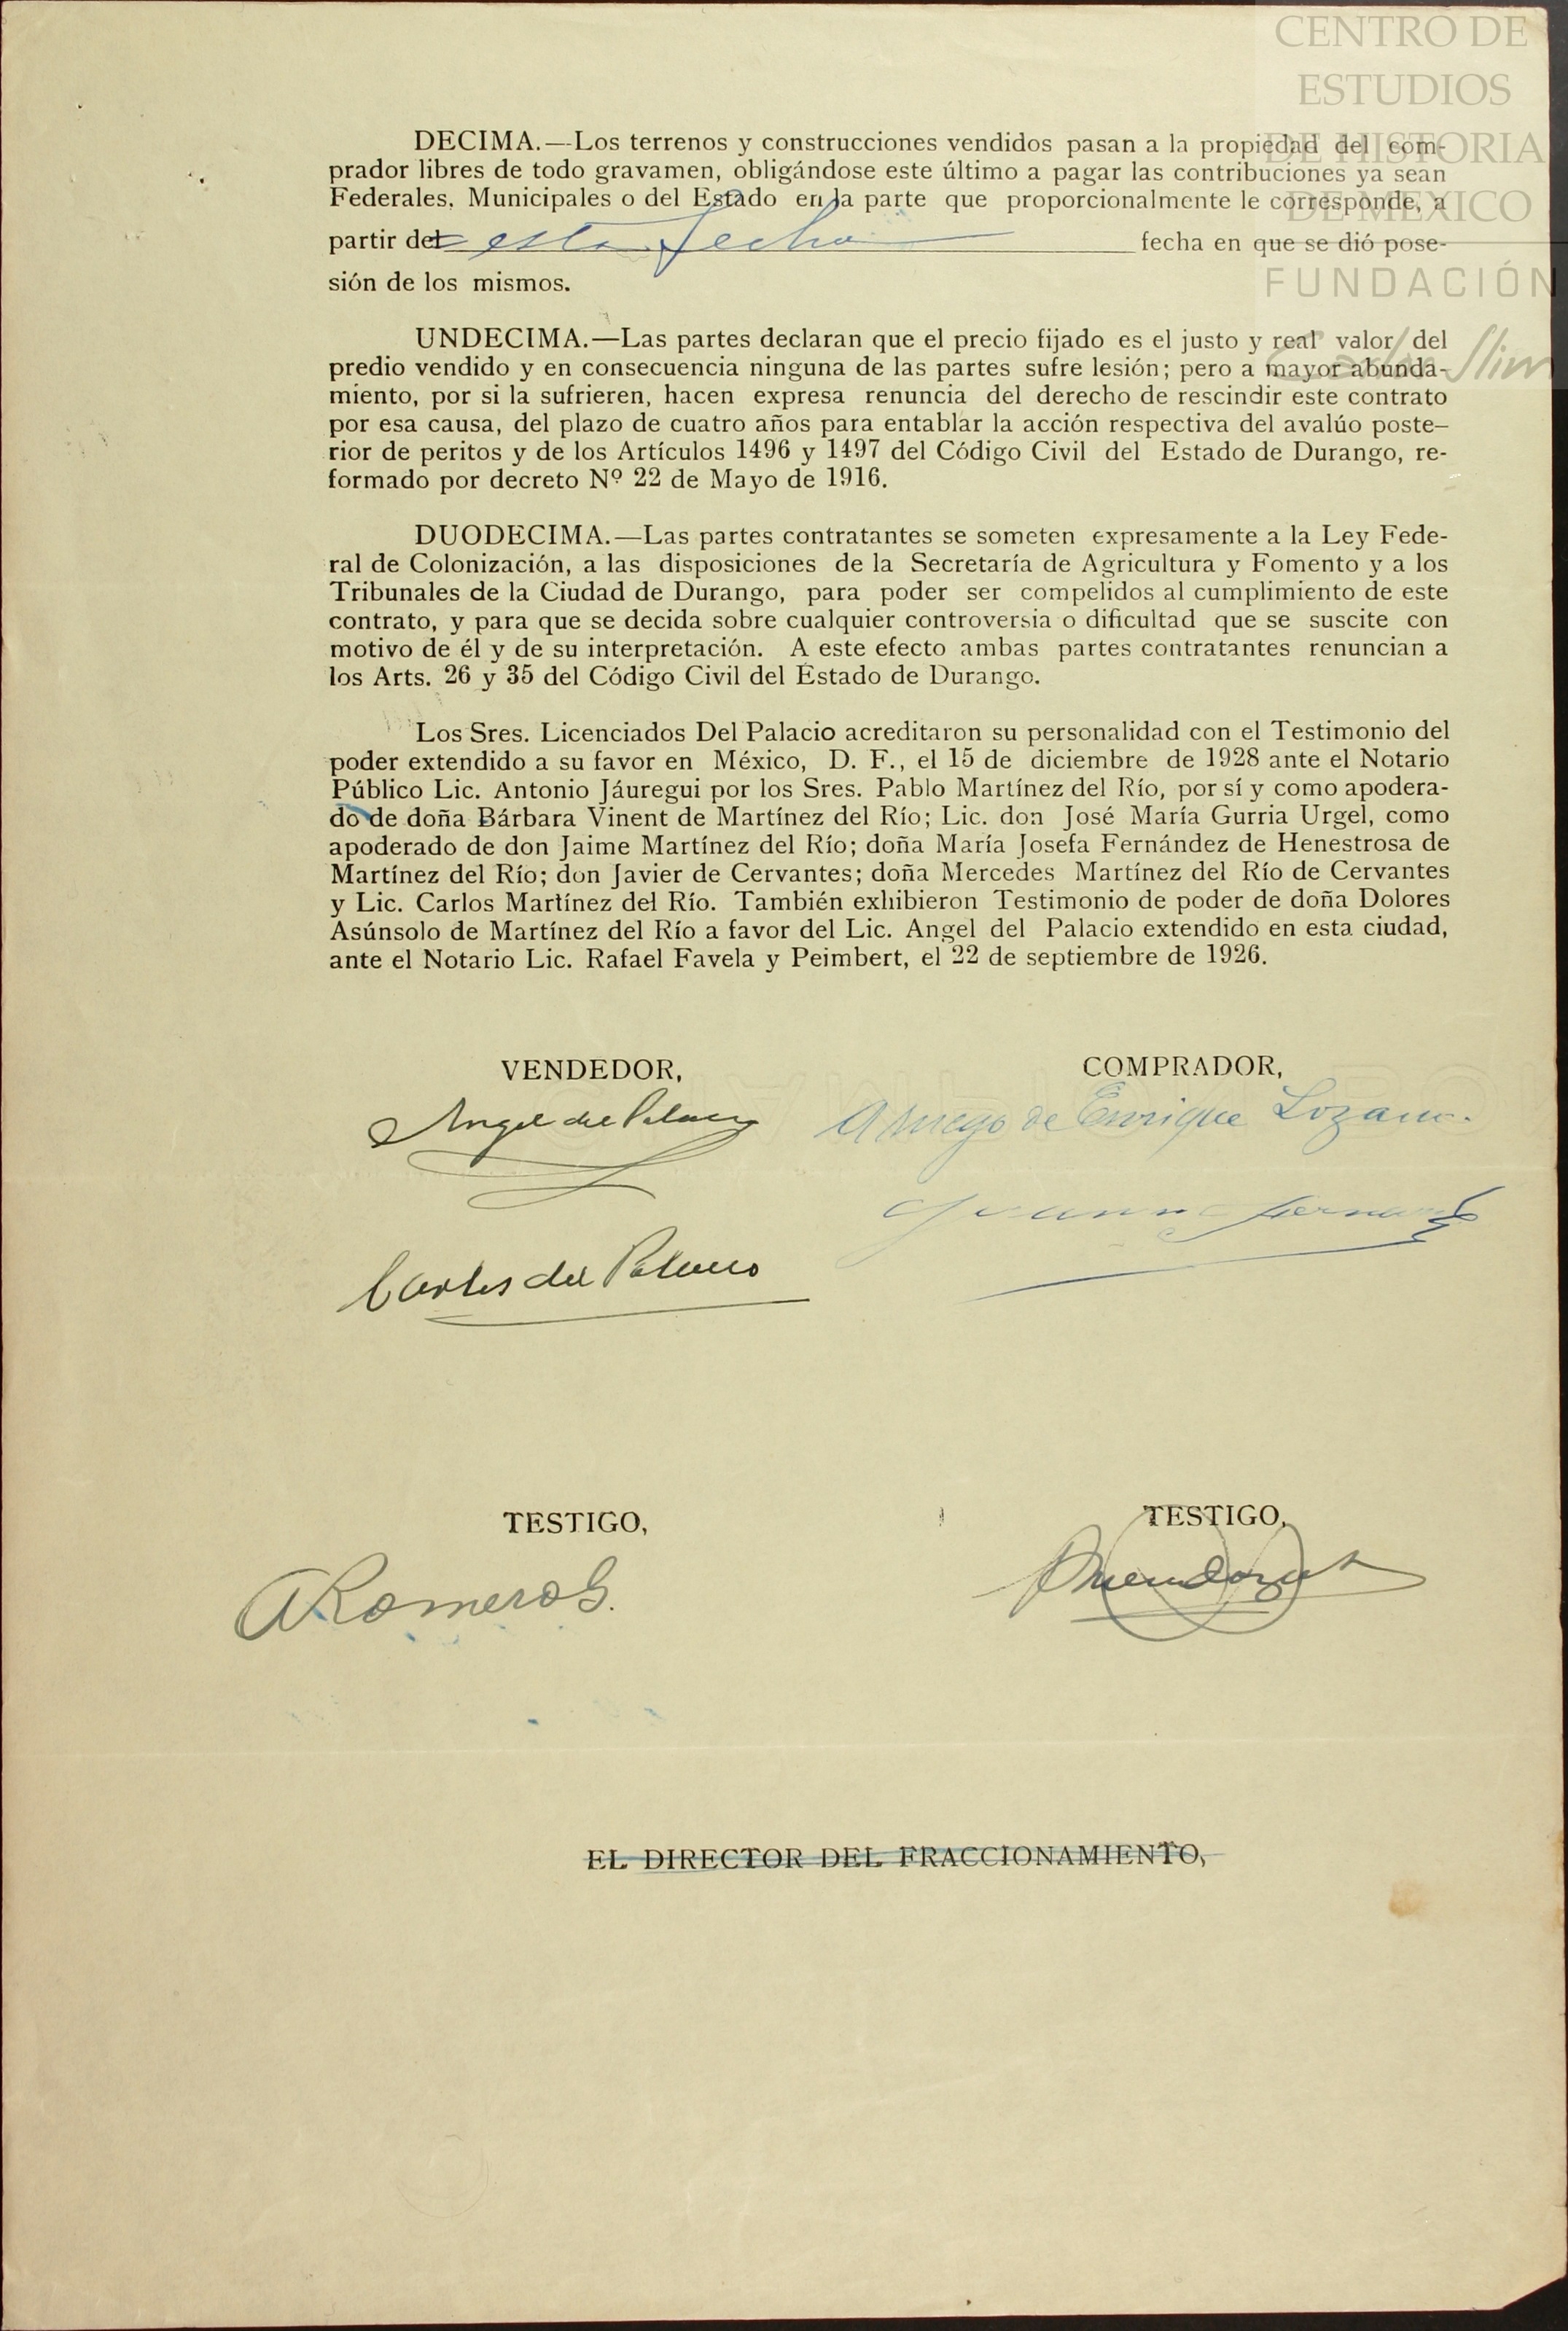 CENTRO DE
ESTUDIOS
DE HISTORIA
DE MEXICO
FUNDACIÓN
Carlos Slim
DECIMA.—Los terrenos y construcciones vendidos pasan a la propiedad del com-
prador libres de todo gravamen, obligándose este último a pagar las contribuciones ya sean
Federales, Municipales o del Estado en la parte que proporcionalmente le corresponde, a
partir del esta fecha fecha en que se dió pose-
sión de los mismos.
UNDECIMA.—Las partes declaran que el precio fijado es el justo y real valor del
predio vendido y en consecuencia ninguna de las partes sufre lesión; pero a mayor abunda-
miento, por si la sufrieren, hacen expresa renuncia del derecho de rescindir este contrato
por esa causa, del plazo de cuatro años para entablar la acción respectiva del avalúo poste-
rior de peritos y de los Artículos 1496 y 1497 del Código Civil del Estado de Durango, re-
formado por decreto Nº 22 de Mayo de 1916.
DUODECIMA.—Las partes contratantes se someten expresamente a la Ley Fede-
ral de Colonización, a las disposiciones de la Secretaría de Agricultura y Fomento y a los
Tribunales de la Ciudad de Durango, para poder ser compelidos al cumplimiento de este
contrato, y para que se decida sobre cualquier controversia o dificultad que se suscite con
motivo de él y de su interpretación. A este efecto ambas partes contratantes renuncian a
los Arts. 26 y 35 del Código Civil del Estado de Durango.
Los Sres. Licenciados Del Palacio acreditaron su personalidad con el Testimonio del
poder extendido a su favor en México, D. F., el 15 de diciembre de 1928 ante el Notario
Público Lic. Antonio Jáuregui por los Sres. Pablo Martínez del Río, por sí y como apodera-
do de doña Bárbara Vinent de Martínez del Río; Lic. don José María Gurria Urgel, como
apoderado de don Jaime Martínez del Río; doña María Josefa Fernández de Henestrosa de
Martínez del Río; don Javier de Cervantes; doña Mercedes Martínez del Río de Cervantes
y Lic. Carlos Martínez del Río. También exhibieron Testimonio de poder de doña Dolores
Asúnsolo de Martínez del Río a favor del Lic. Angel del Palacio extendido en esta ciudad,
ante el Notario Lic. Rafael Favela y Peimbert, el 22 de septiembre de 1926.
VENDEDOR,
Angel del Palacio
Carlos del Palacio
COMPRADOR,
A ruego de Enrique Lozano.
TESTIGO,
A Romero G.
TESTIGO,
EL DIRECTOR DEL FRACCIONAMIENTO,